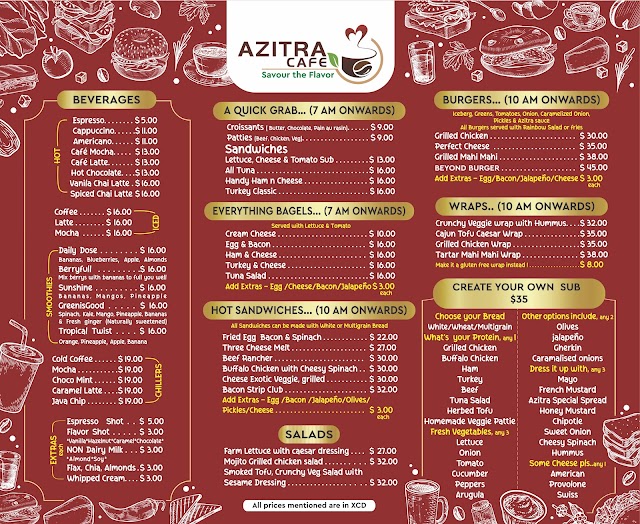 AZITRA
CAFE
Savour the Flavor
BEVERAGES
HOT
Espresso....... $ 5.00
Cappuccino..... $ 11.00
Americano...... $ 11.00
Café Mocha..... $ 13.00
Café Latte...... $ 13.00
Hot Chocolate... $ 13.00
Vanila Chai Latte . $ 16.00
Spiced Chai Latte $ 16.00
ICED
Coffee ...... $ 16.00
Latte........ $ 16.00
Mocha ...... $ 16.00
SMOOTHIES
Daily Dose . . . . . $ 16.00
Bananas, Blueberries, Apple, Almonds
Berryfull . . . . . . $ 16.00
Mix berrys with bananas to full you well
Sunshine . . . . . . $ 16.00
Bananas, Mangos, Pineapple
GreenisGood . . . . . $ 16.00
Spinach, Kale, Mango, Pineapple, Bananas
& Fresh ginger (Naturally sweetened)
Tropical Twist . . . $ 16.00
Orange, Pineapple, Apple, Banana
CHILLERS
Cold Coffee ..... $ 19.00
Mocha ......... $ 19.00
Choco Mint .... $ 19.00
Caramel Latte .. $ 19.00
Java Chip....... $ 19.00
EXTRAS
each
Espresso Shot . . $ 5.00
Flavor Shot ..... $ 3.00
*Vanilla*Hazelnut*Caramel*Chocolate*
NON Dairy Milk . . . $ 3.00
*Almond*Soy*
Flax, Chia, Almonds . $ 3.00
Whipped Cream.... $ 3.00
A QUICK GRAB... (7 AM ONWARDS)
Croissants ( Butter, Chocolate, Pain au raisin). ..... $ 9.00
Patties (Beef, Chicken, Veg). ........... $ 9.00
Sandwiches
Lettuce, Cheese & Tomato Sub ........ $ 13.00
All Tuna .................. $ 16.00
Handy Ham n Cheese ............. $ 16.00
Turkey Classic ................ $ 16.00
EVERYTHING BAGELS... (7 AM ONWARDS)
Served with Lettuce & Tomato
Cream Cheese .............. $ 10.00
Egg & Bacon ............... $ 16.00
Ham & Cheese .............. $ 16.00
Turkey & Cheese ............ $ 16.00
Tuna Salad ................ $ 16.00
Add Extras – Egg /Cheese/Bacon/Jalapeño $ 3.00
each
HOT SANDWICHES... (10 AM ONWARDS)
All Sandwiches can be made with White or Multigrain Bread
Fried Egg Bacon & Spinach ......... $ 22.00
Three Cheese Melt .............. $ 27.00
Beef Rancher ................. $ 30.00
Buffalo Chicken with Cheesy Spinach .. $ 30.00
Cheese Exotic Veggie, grilled ....... $ 30.00
Bacon Strip Club ............... $ 32.00
Add Extras – Egg /Bacon /Jalapeño/Olives/
Pickles/Cheese ................ $ 3.00
each
SALADS
Farm Lettuce with caesar dressing .... $ 27.00
Mojito Grilled chicken salad ........ $ 32.00
Smoked Tofu, Crunchy Veg Salad with
Sesame Dressing .............. $ 32.00
All prices mentioned are in XCD
BURGERS... (10 AM ONWARDS)
Iceberg, Greens, Tomatoes, Onion, Caramelized Onion,
Pickles & Azitra sauce
All Burgers served with Rainbow Salad or fries
Grilled Chicken .............. $ 30.00
Perfect Cheese .............. $ 35.00
Grilled Mahi Mahi ............ $ 38.00
BEYOND BURGER ............. $ 45.00
Add Extras – Egg/Bacon/Jalapeño/Cheese $ 3.00
each
WRAPS.. (10 AM ONWARDS)
Crunchy Veggie wrap with Hummus.... $ 32.00
Cajun Tofu Caesar Wrap .......... $ 35.00
Grilled Chicken Wrap ............ $ 35.00
Tartar Mahi Mahi Wrap .......... $ 38.00
Make it a gluten free wrap instead ! ........ $ 8.00
CREATE YOUR OWN SUB
$35
Choose your Bread
White/Wheat/Multigrain
What's your Protein, any 1
Grilled Chicken
Buffalo Chicken
Ham
Turkey
Beef
Tuna Salad
Herbed Tofu
Homemade Veggie Pattie
Fresh Vegetables, any 3
Lettuce
Onion
Tomato
Cucumber
Peppers
Arugula
Other options include, any 2
Olives
jalapeño
Gherkin
Caramalised onions
Dress it up with, any 3
Mayo
French Mustard
Azitra Special Spread
Honey Mustard
Chipotle
Sweet Onion
Cheesy Spinach
Hummus
Some Cheese pls..any 1
American
Provolone
Swiss